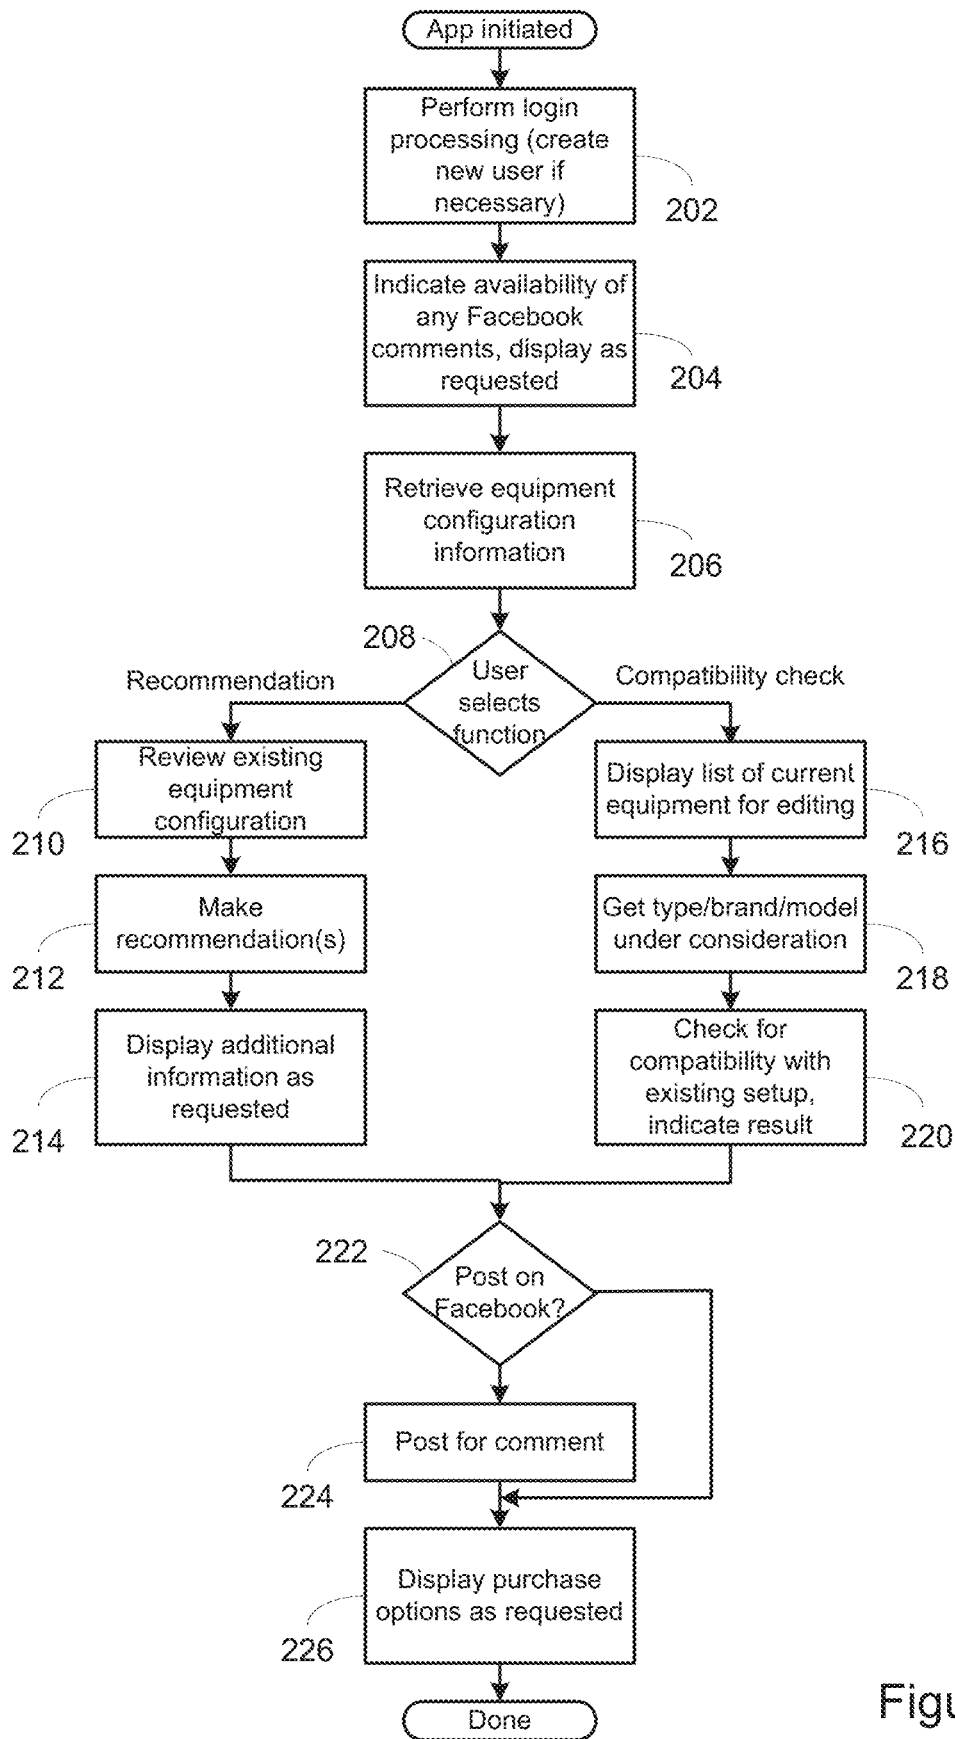 App initiated
Perform login
processing (create
new user if
necessary)
202
Indicate availability of
any Facebook
comments, display as
requested
204
Retrieve equipment
configuration
information
206
208
User
selects
function
Recommendation
Compatibility check
Review existing
equipment
configuration
210
Display list of current
equipment for editing
216
Make
recommendation(s)
212
Get type/brand/model
under consideration
218
Display additional
information as
requested
214
Check for
compatibility with
existing setup,
indicate result
220
222
Post on
Facebook?
Post for comment
224
Display purchase
options as requested
226
Done
Figu